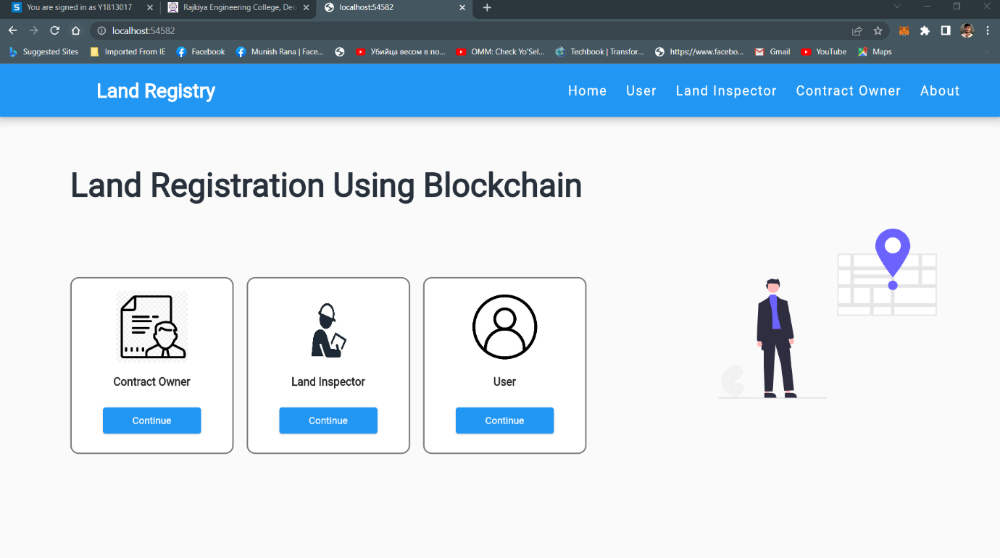 You are signed in as Y1813017
Rajkiya Engineering College, Deo
localhost:54582
localhost:54582
Suggested Sites
Imported From IE
Facebook
Munish Rana | Face...
Убийца весом в по...
OMM: Check Yo'Sel...
Techbook | Transfor...
https://www.facebo...
Gmail
YouTube
Maps
Land Registry
Home
User
Land Inspector
Contract Owner
About
Land Registration Using Blockchain
Contract Owner
Land Inspector
User
Continue
Continue
Continue